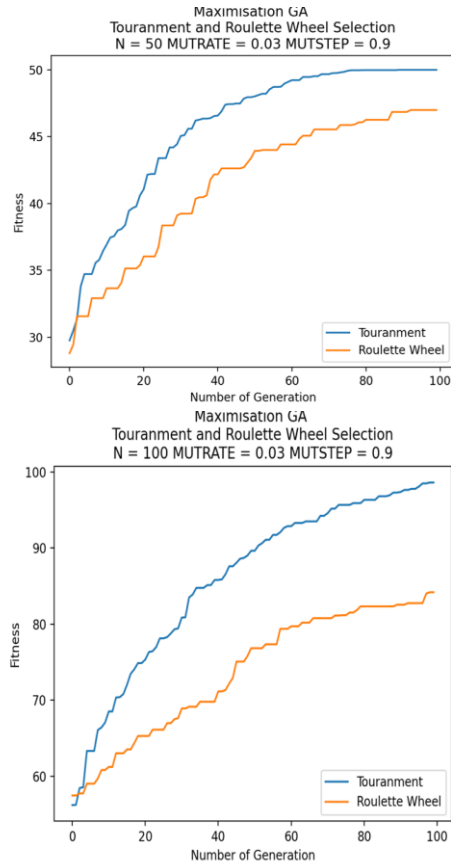 Maximisation GA
Touranment and Roulette Wheel Selection
N = 50 MUTRATE = 0.03 MUTSTEP = 0.9
50
45
40
35
30
Fitness
Touranment
Roulette Wheel
0 20 40 60 80 100
Number of Generation
Maximisation GA
Touranment and Roulette Wheel Selection
N = 100 MUTRATE = 0.03 MUTSTEP = 0.9
100
90
80
70
60
Fitness
Touranment
Roulette Wheel
0 20 40 60 80 100
Number of Generation